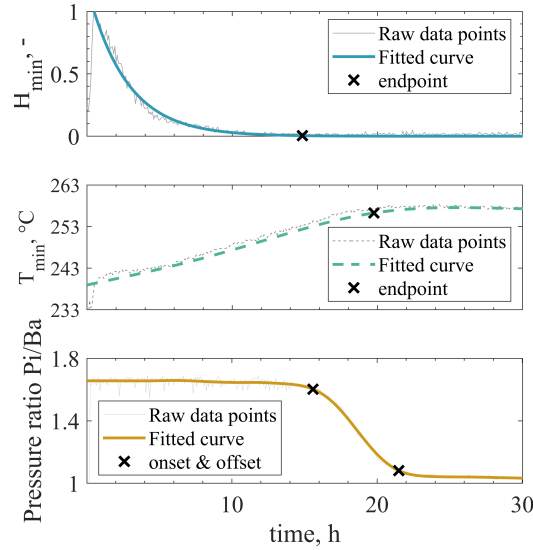 H_min, -
1
0.5
0
Raw data points
Fitted curve
endpoint
T_min, °C
263
253
243
233
Raw data points
Fitted curve
endpoint
Pressure ratio Pi/Ba
1.8
1.4
1
Raw data points
Fitted curve
onset & offset
10
20
30
time, h